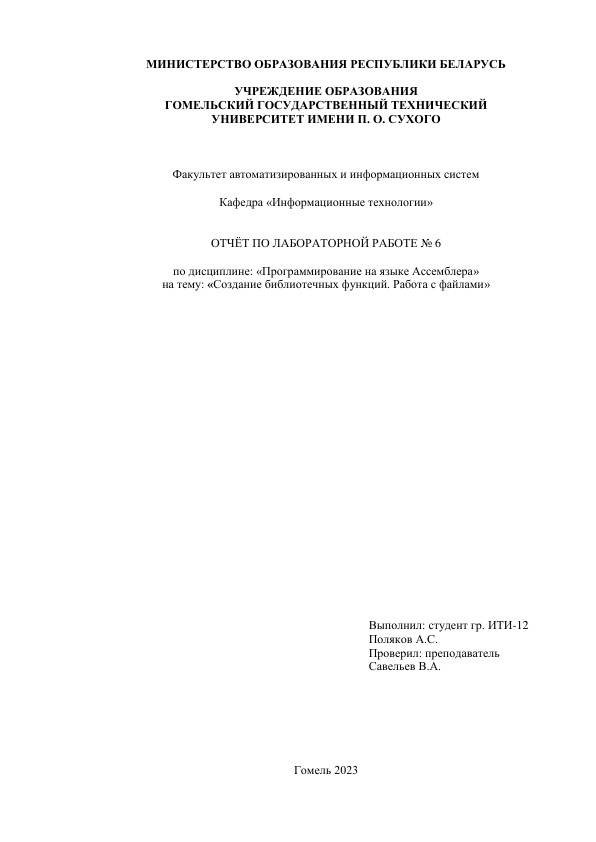 МИНИСТЕРСТВО ОБРАЗОВАНИЯ РЕСПУБЛИКИ БЕЛАРУСЬ
УЧРЕЖДЕНИЕ ОБРАЗОВАНИЯ
ГОМЕЛЬСКИЙ ГОСУДАРСТВЕННЫЙ ТЕХНИЧЕСКИЙ
УНИВЕРСИТЕТ ИМЕНИ П. О. СУХОГО
Факультет автоматизированных и информационных систем
Кафедра «Информационные технологии»
ОТЧЁТ ПО ЛАБОРАТОРНОЙ РАБОТЕ № 6
по дисциплине: «Программирование на языке Ассемблера»
на тему: «Создание библиотечных функций. Работа с файлами»
Выполнил: студент гр. ИТИ-12
Поляков А.С.
Проверил: преподаватель
Савельев В.А.
Гомель 2023